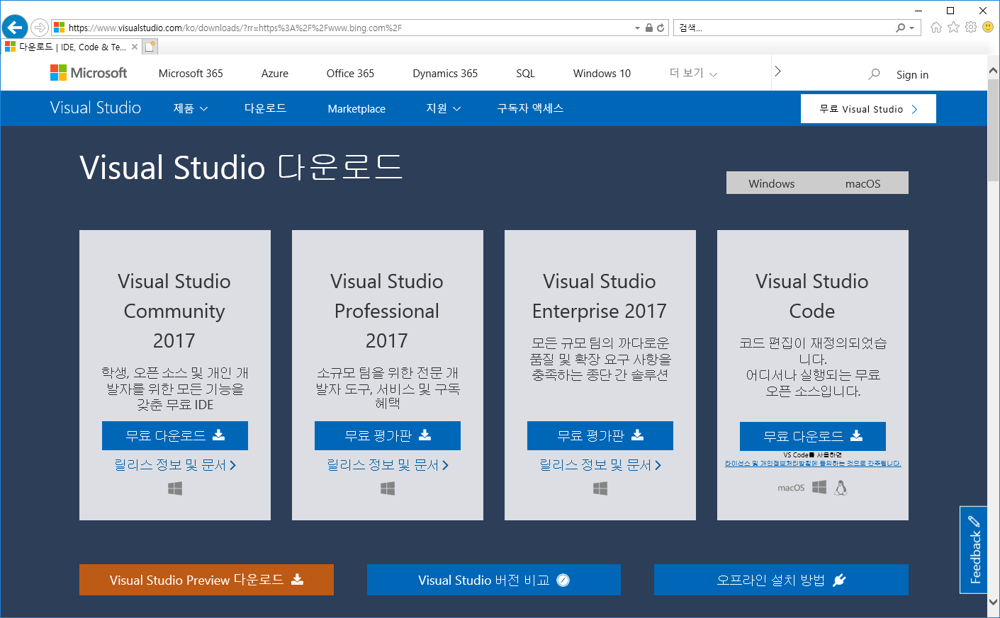 https://www.visualstudio.com/ko/downloads/?rr=https%3A%2F%2Fwww.bing.com%2F
검색...
다운로드 | IDE, Code & Te...
Microsoft Microsoft 365 Azure Office 365 Dynamics 365 SQL Windows 10 더 보기 Sign in
Visual Studio 제품 다운로드 Marketplace 지원 구독자 액세스 무료 Visual Studio
Visual Studio 다운로드
Windows macOS
Visual Studio
Community
2017
학생, 오픈 소스 및 개인 개
발자를 위한 모든 기능을
갖춘 무료 IDE
무료 다운로드
릴리스 정보 및 문서
Visual Studio
Professional
2017
소규모 팀을 위한 전문 개
발자 도구, 서비스 및 구독
혜택
무료 평가판
릴리스 정보 및 문서
Visual Studio
Enterprise 2017
모든 규모 팀의 까다로운
품질 및 확장 요구 사항을
충족하는 종단 간 솔루션
무료 평가판
릴리스 정보 및 문서
Visual Studio
Code
코드 편집이 재정의되었습
니다.
어디서나 실행되는 무료
오픈 소스입니다.
무료 다운로드
VS Code를 사용하면
라이선스 및 개인정보처리방침에 동의하는 것으로 간주됩니다.
macOS
Feedback
Visual Studio Preview 다운로드
Visual Studio 버전 비교
오프라인 설치 방법